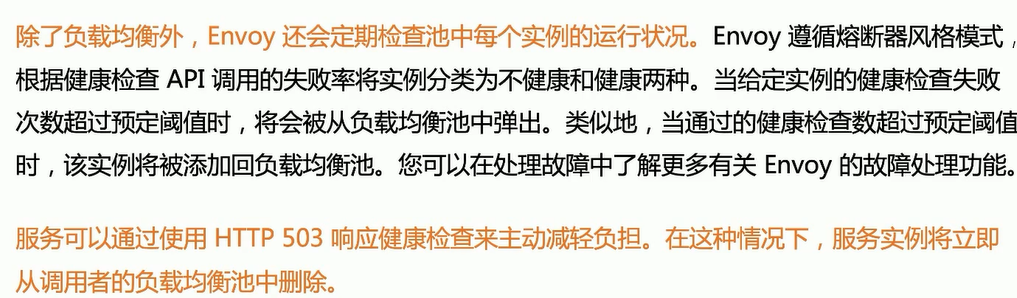 除了负载均衡外，Envoy 还会定期检查池中每个实例的运行状况。Envoy 遵循熔断器风格模式，
根据健康检查 API 调用的失败率将实例分类为不健康和健康两种。当给定实例的健康检查失败
次数超过预定阈值时，将会被从负载均衡池中弹出。类似地，当通过的健康检查数超过预定阈值
时，该实例将被添加回负载均衡池。您可以在处理故障中了解更多有关 Envoy 的故障处理功能。
服务可以通过使用 HTTP 503 响应健康检查来主动减轻负担。在这种情况下，服务实例将立即
从调用者的负载均衡池中删除。